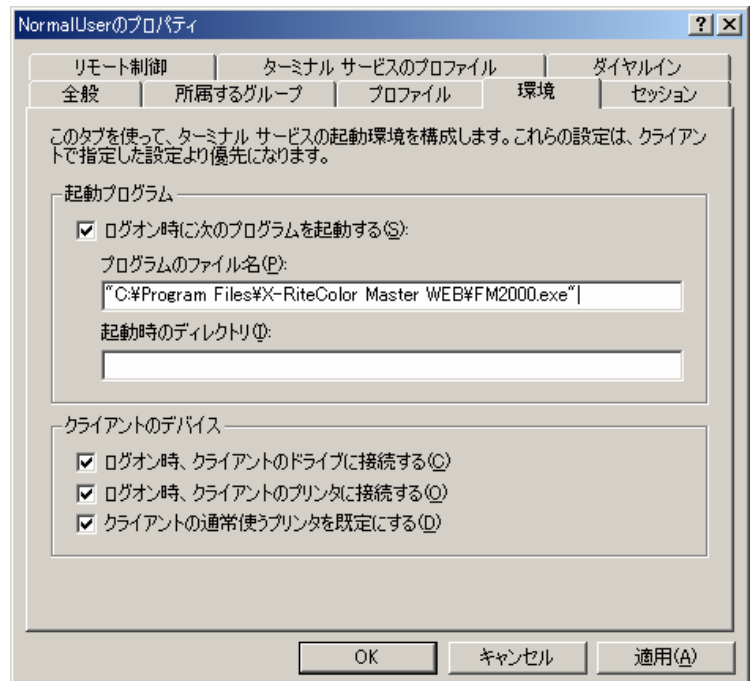 NormalUserのプロパティ
リモート制御 ターミナル サービスのプロファイル ダイヤルイン
全般 所属するグループ プロファイル 環境 セッション
このタブを使って、ターミナル サービスの起動環境を構成します。これらの設定は、クライアン
トで指定した設定より優先になります。
起動プログラム
ログオン時に次のプログラムを起動する(S):
プログラムのファイル名(P):
"C:¥Program Files¥X-RiteColor Master WEB¥FM2000.exe"
起動時のディレクトリ(I):
クライアントのデバイス
ログオン時、クライアントのドライブに接続する(C)
ログオン時、クライアントのプリンタに接続する(O)
クライアントの通常使うプリンタを既定にする(D)
OK キャンセル 適用(A)